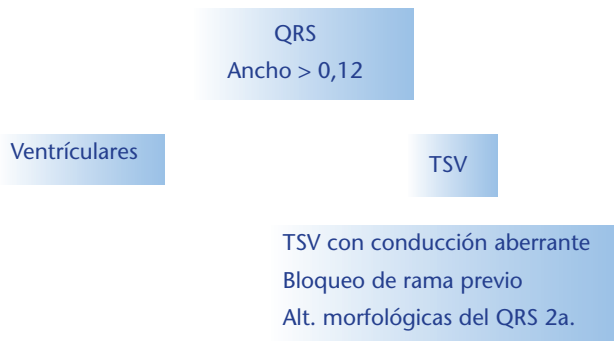 QRS
Ancho > 0,12
Ventrículares
TSV
TSV con conducción aberrante
Bloqueo de rama previo
Alt. morfológicas del QRS 2a.